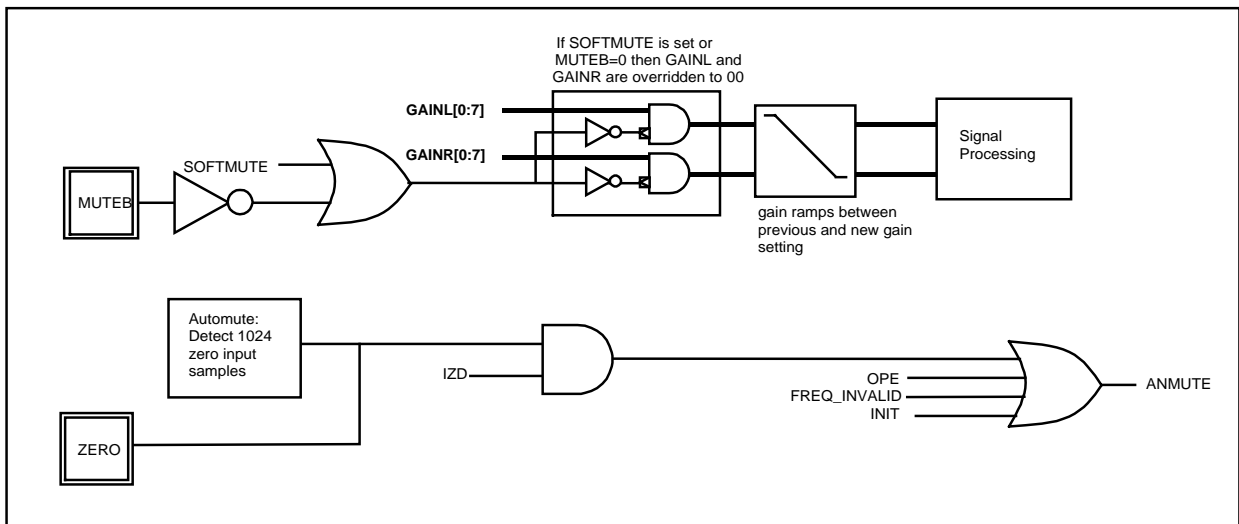 If SOFTMUTE is set or
MUTEB=0 then GAINL and
GAINR are overridden to 00
GAINL[0:7]
GAINR[0:7]
SOFTMUTE
MUTEB
Signal
Processing
gain ramps between
previous and new gain
setting
Automute:
Detect 1024
zero input
samples
IZD
OPE
FREQ_INVALID
INIT
ANMUTE
ZERO